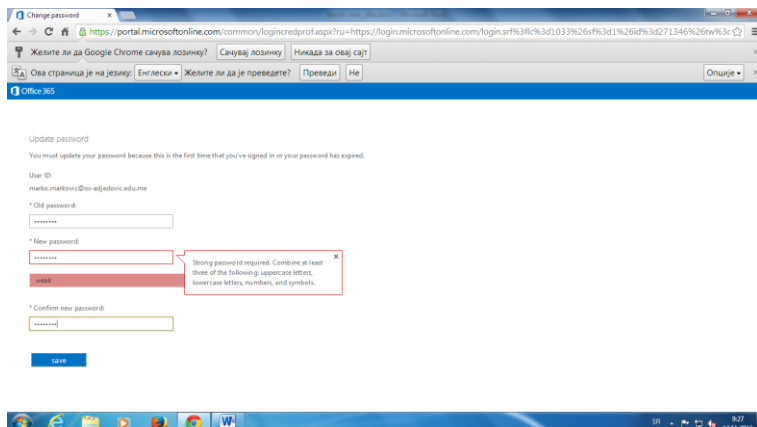 Change password
https://portal.microsoftonline.com/common/logincredprof.aspx?ru=https://login.microsoftonline.com/login.srf%3flc%3d1033%26sf%3d1%26id%3d271346%26tw%3c
Желите ли да Google Chrome сачува лозинку? Сачувај лозинку Никада за овај сајт
Ова страница је на језику: Енглески Желите ли да је преведете? Преведи Не Опције
Office 365
Update password
You must update your password because this is the first time that you've signed in or your password has expired.
User ID:
marko.markovic@os-adjedovic.edu.me
* Old password:
* New password:
Strong password required. Combine at least
three of the following: uppercase letters,
lowercase letters, numbers, and symbols.
weak
* Confirm new password:
save
SR
9:27